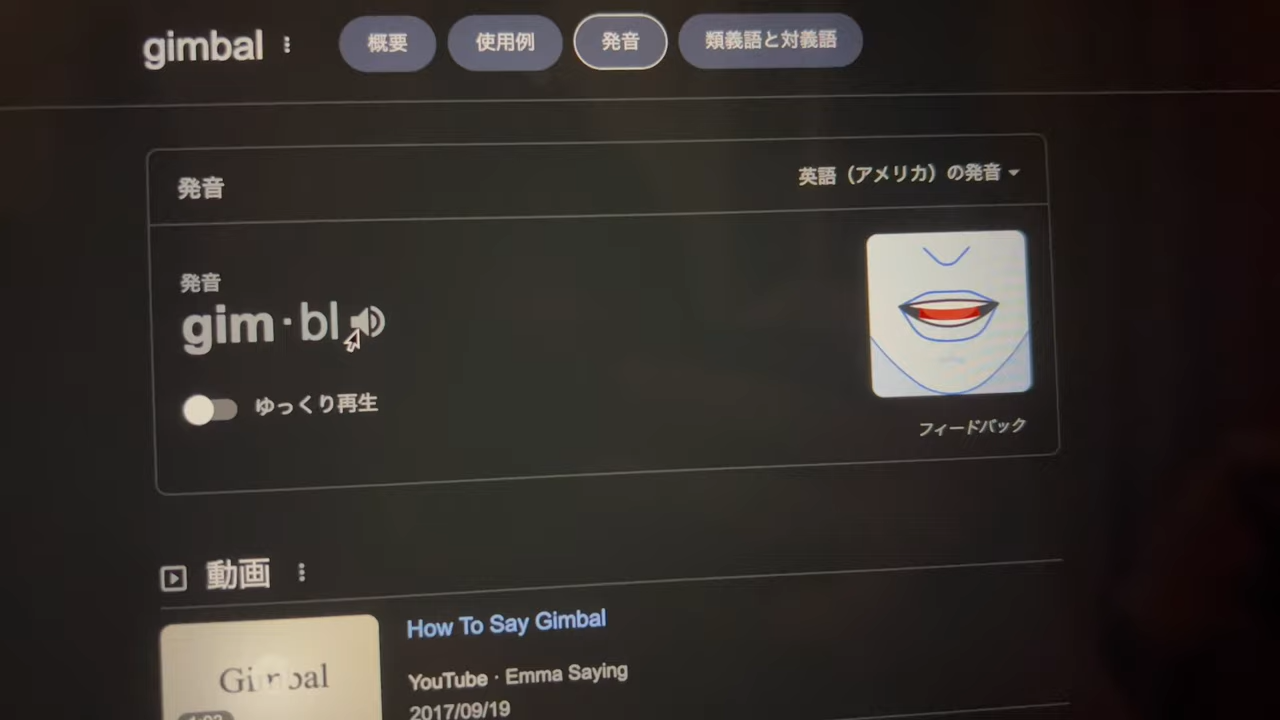 gimbal
概要
使用例
発音
類義語と対義語
発音
英語（アメリカ）の発音
発音
gim·bl
ゆっくり再生
フィードバック
動画
How To Say Gimbal
Gimbal
YouTube · Emma Saying
2017/09/19